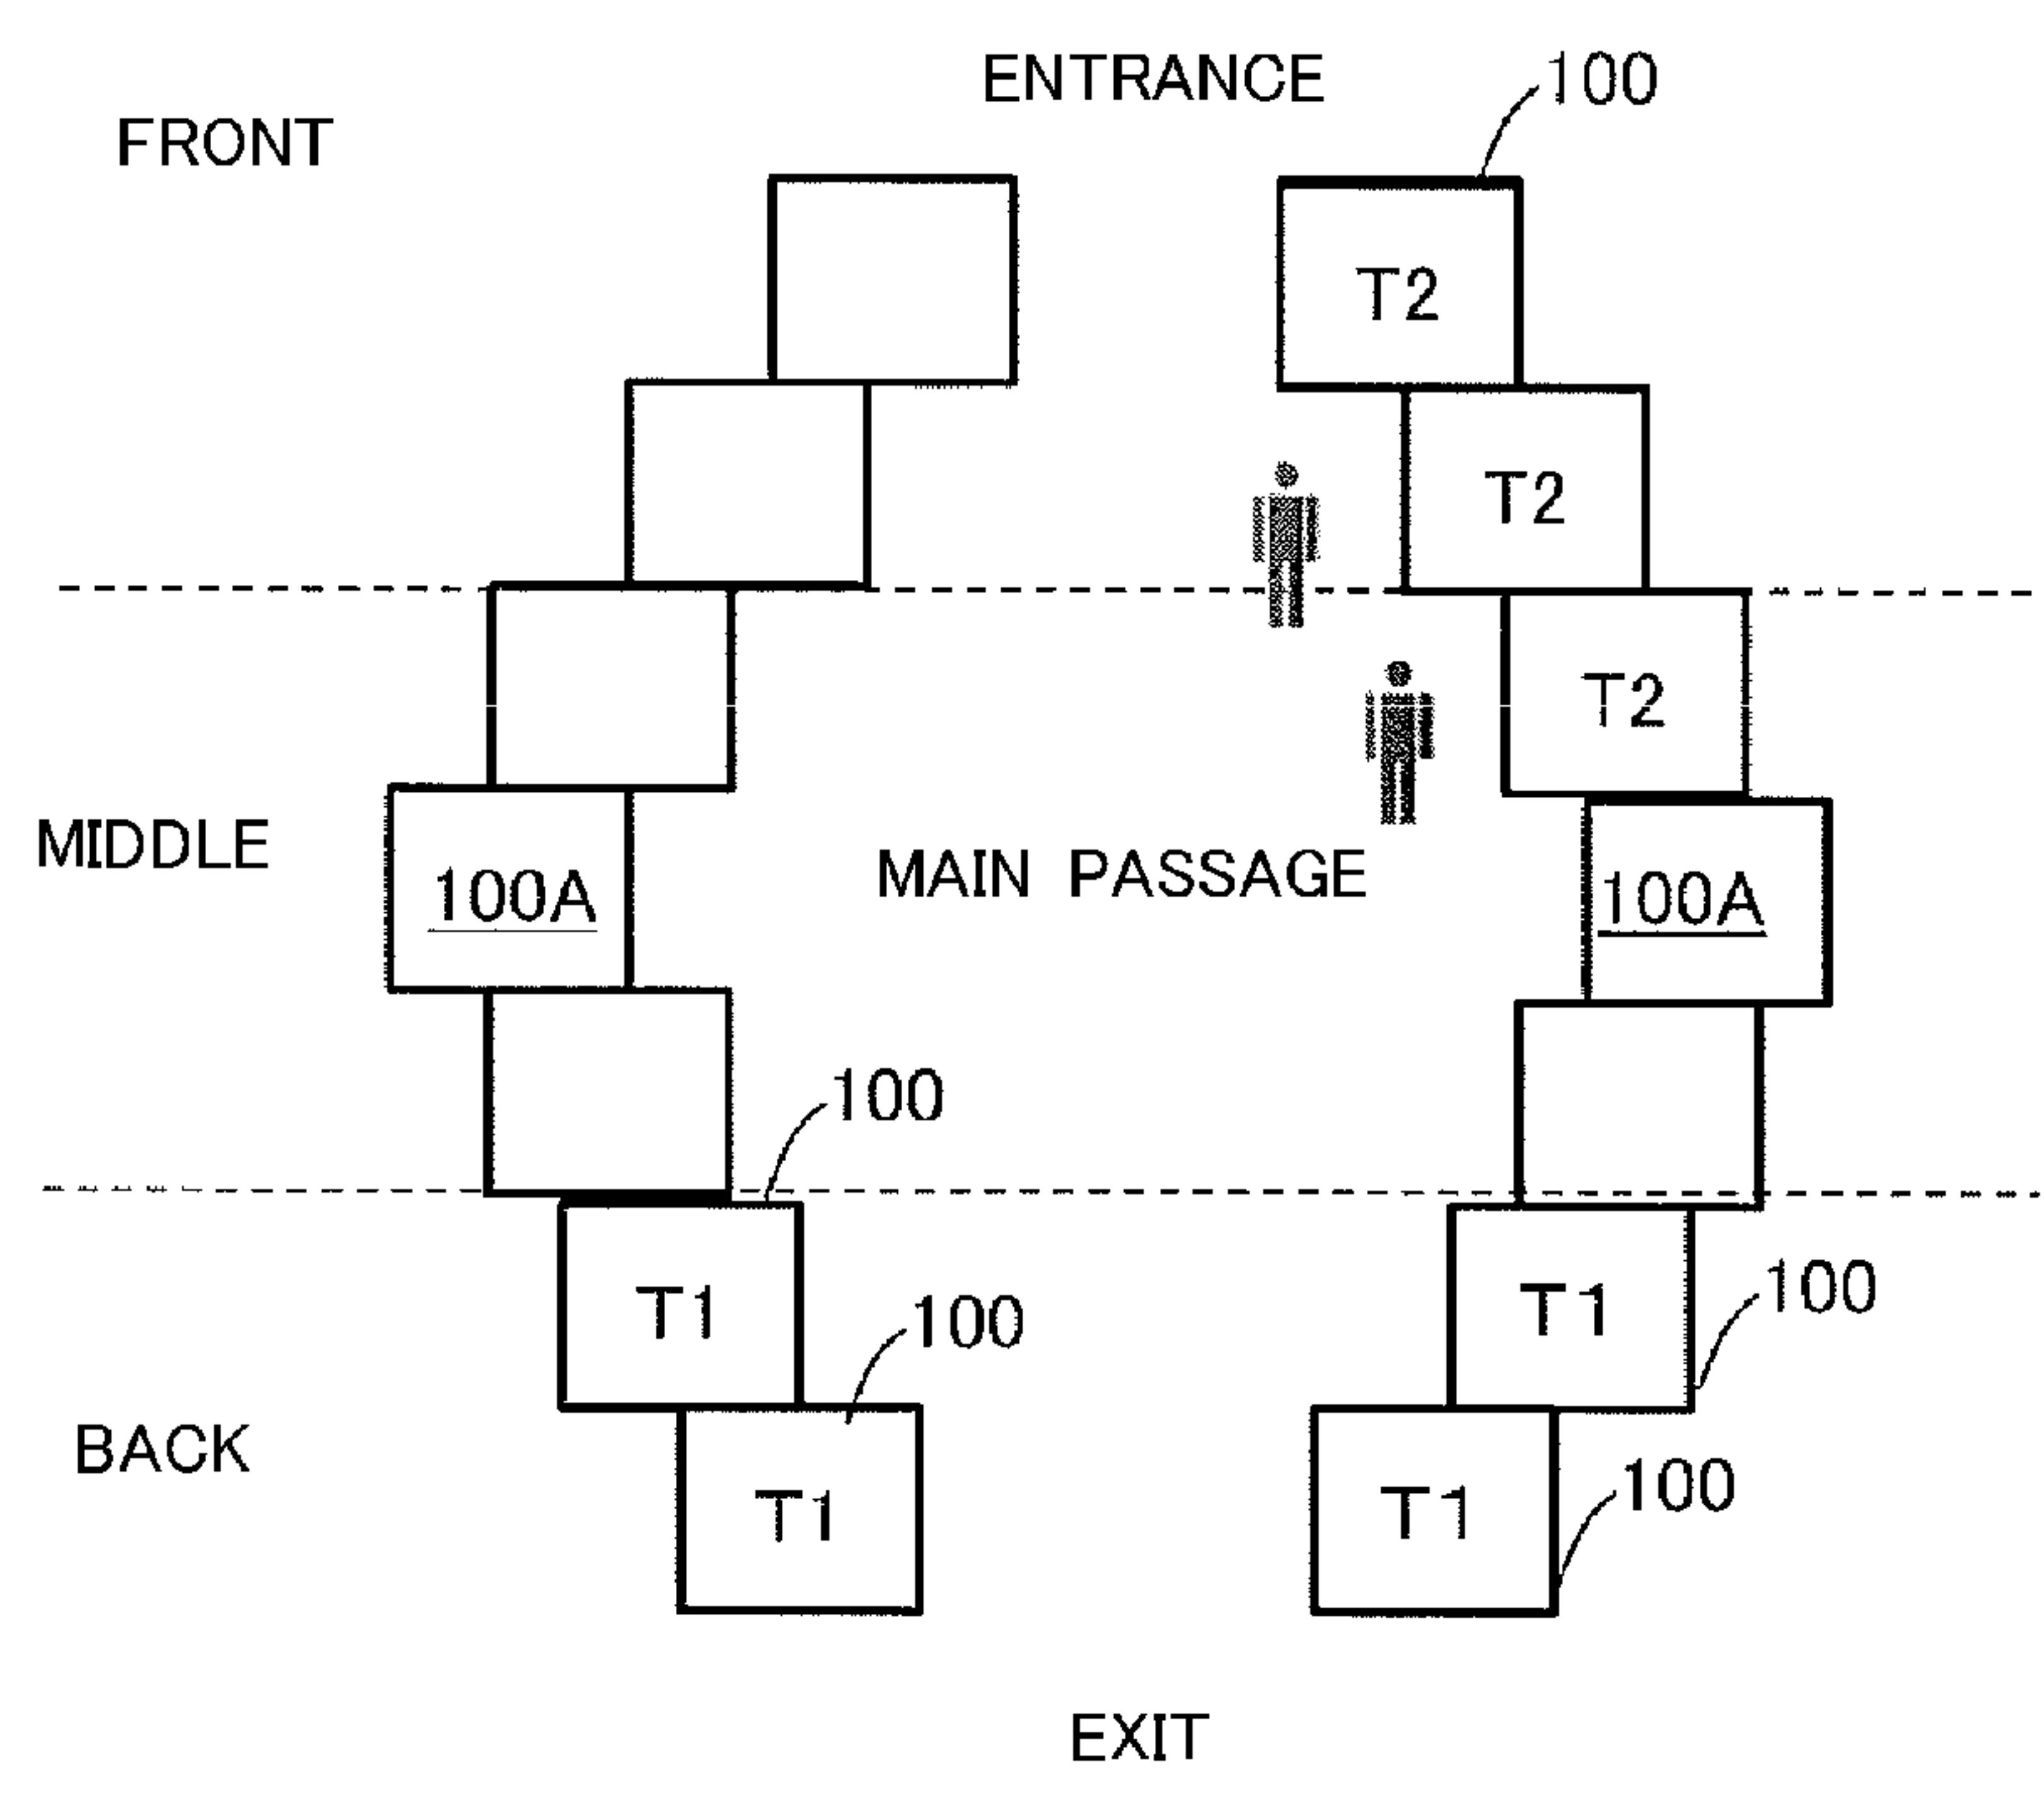 ENTRANCE
100
FRONT
T2
T2
T2
MIDDLE
100A
MAIN PASSAGE
100A
100
T1
100
T1
100
BACK
T1
T1
100
EXIT